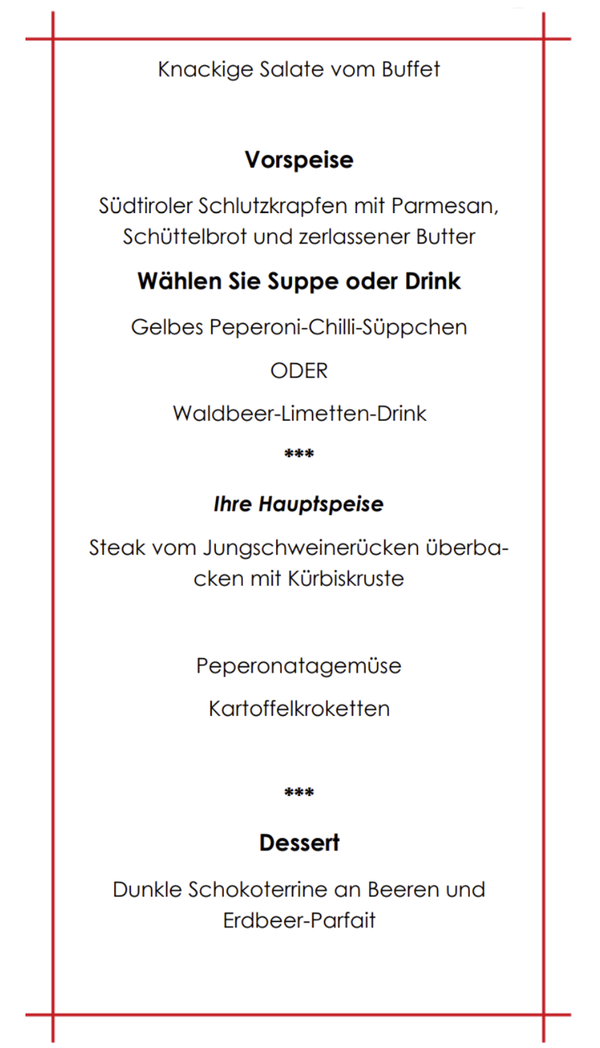 Knackige Salate vom Buffet
Vorspeise
Südtiroler Schlutzkrapfen mit Parmesan,
Schüttelbrot und zerlassener Butter
Wählen Sie Suppe oder Drink
Gelbes Peperoni-Chilli-Süppchen
ODER
Waldbeer-Limetten-Drink
***
Ihre Hauptspeise
Steak vom Jungschweinerücken überba-
cken mit Kürbiskruste
Peperonatagemüse
Kartoffelkroketten
***
Dessert
Dunkle Schokoterrine an Beeren und
Erdbeer-Parfait